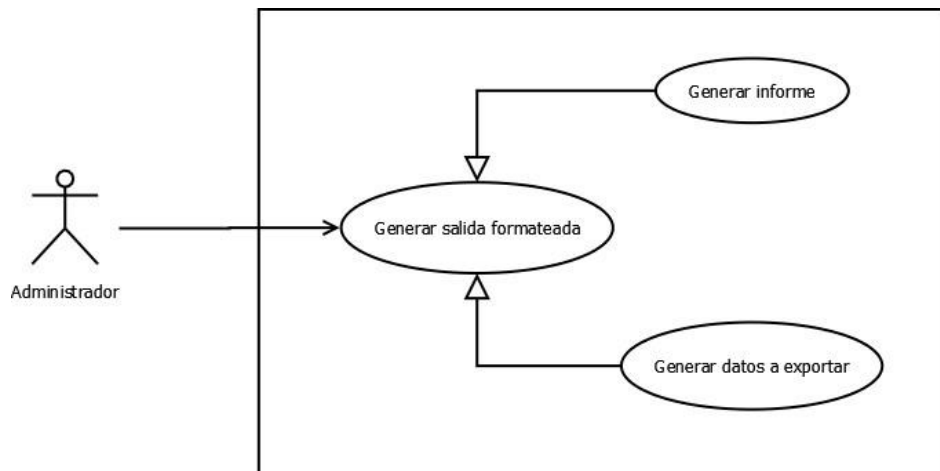 Generar informe
Generar salida formateada
Administrador
Generar datos a exportar